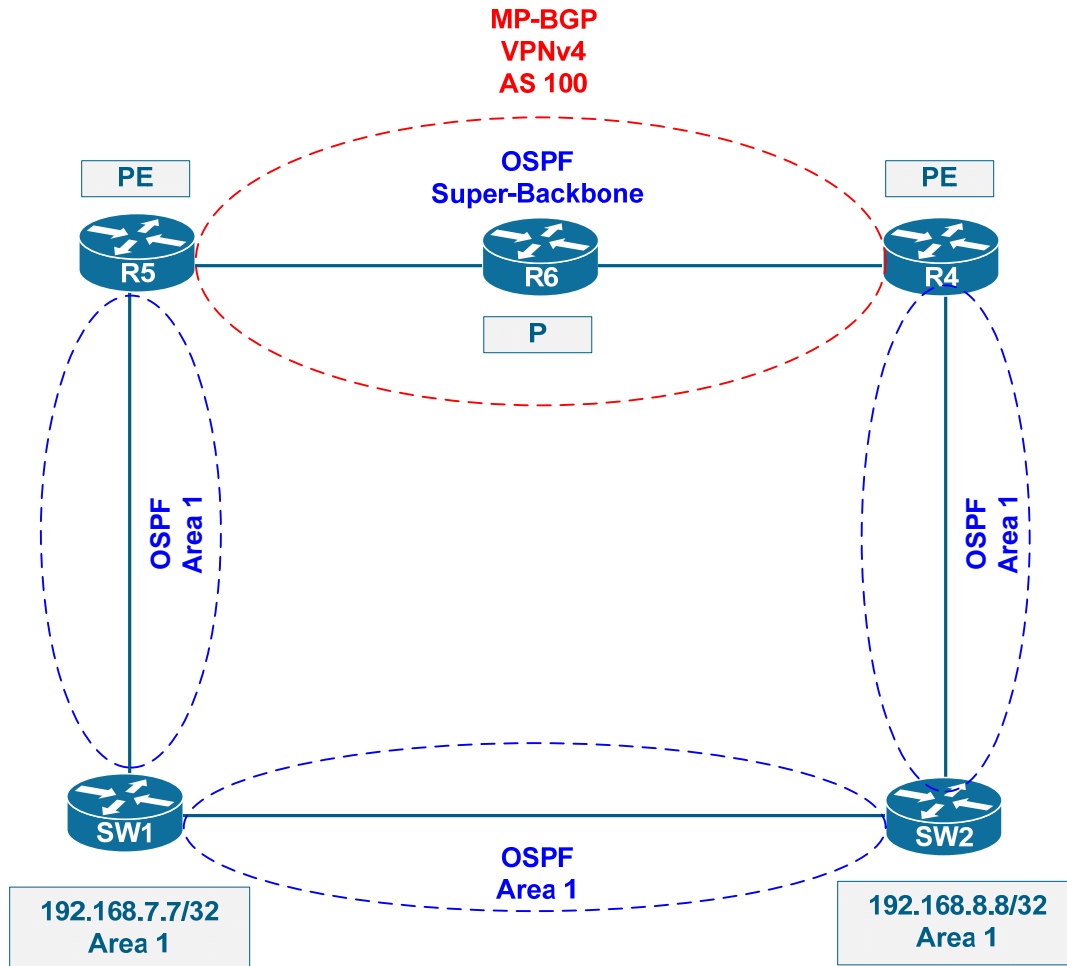 MP-BGP
VPNv4
AS 100
OSPF
Super-Backbone
PE
PE
R5
R6
R4
P
OSPF
Area 1
OSPF
Area 1
SW1
SW2
OSPF
Area 1
192.168.7.7/32
Area 1
192.168.8.8/32
Area 1